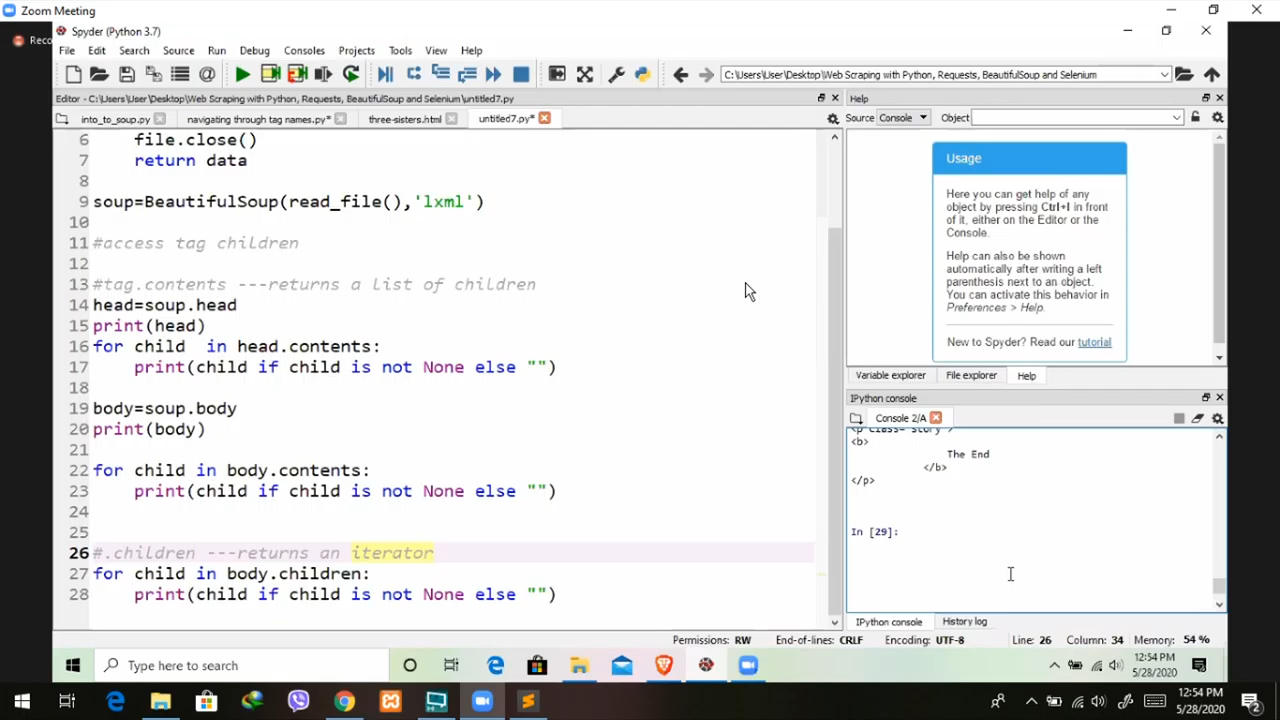 Zoom Meeting
Reco
Spyder (Python 3.7)
File Edit Search Source Run Debug Consoles Projects Tools View Help
C:\Users\User\Desktop\Web Scraping with Python, Requests, BeautifulSoup and Selenium
Editor - C:\Users\User\Desktop\Web Scraping with Python, Requests, BeautifulSoup and Selenium\untitled7.py
into_to_soup.py navigating through tag names.py* three-sisters.html untitled7.py*
6 file.close()
7 return data
8
9 soup=BeautifulSoup(read_file(),'lxml')
10
11 #access tag children
12
13 #tag.contents ---returns a list of children
14 head=soup.head
15 print(head)
16 for child  in head.contents:
17 print(child if child is not None else "")
18
19 body=soup.body
20 print(body)
21
22 for child in body.contents:
23 print(child if child is not None else "")
24
25
26 #.children ---returns an iterator
27 for child in body.children:
28 print(child if child is not None else "")
Help
Source Console Object
Usage
Here you can get help of any
object by pressing Ctrl+I in front
of it, either on the Editor or the
Console.
Help can also be shown
automatically after writing a left
parenthesis next to an object.
You can activate this behavior in
Preferences > Help.
New to Spyder? Read our tutorial
Variable explorer File explorer Help
IPython console
Console 2/A
<p class="story">
<b>
The End
</b>
</p>
In [29]:
IPython console History log
Permissions: RW End-of-lines: CRLF Encoding: UTF-8 Line: 26 Column: 34 Memory: 54 %
Type here to search
12:54 PM
5/28/2020
12:54 PM
5/28/2020
2